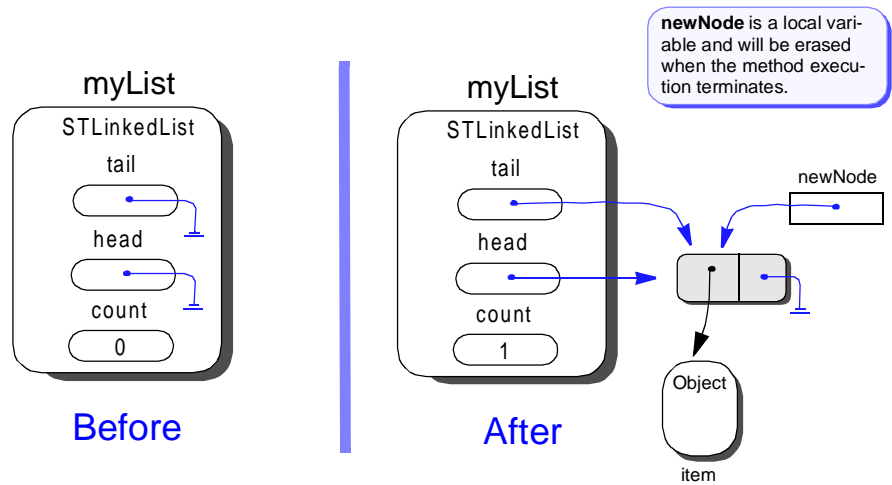 newNode is a local vari-
able and will be erased
when the method execu-
tion terminates.
myList
STLinkedList
tail
head
count
0
Before
myList
STLinkedList
tail
head
count
1
After
newNode
Object
item